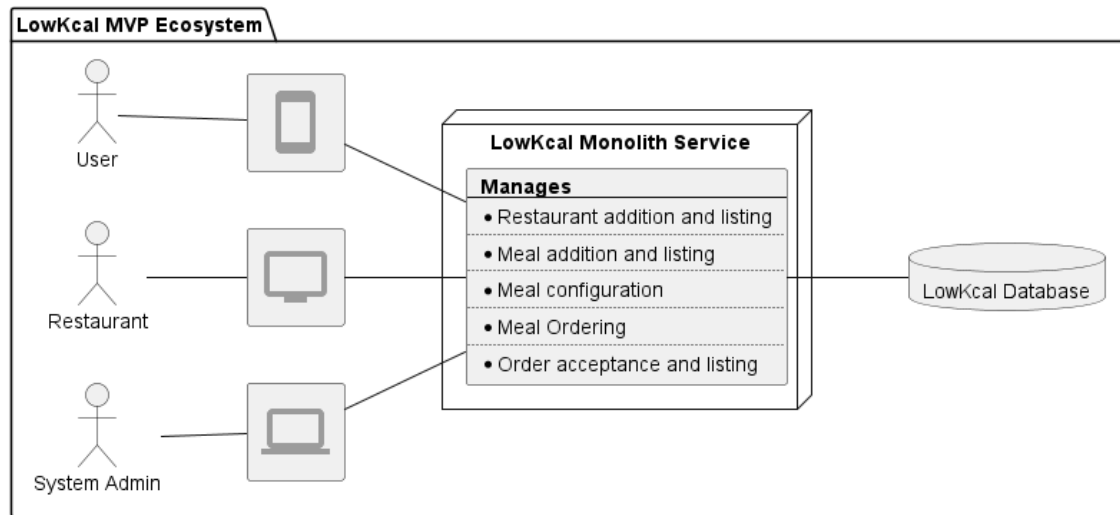 LowKcal MVP Ecosystem
User
Restaurant
System Admin
LowKcal Monolith Service
Manages
• Restaurant addition and listing
• Meal addition and listing
• Meal configuration
• Meal Ordering
• Order acceptance and listing
LowKcal Database